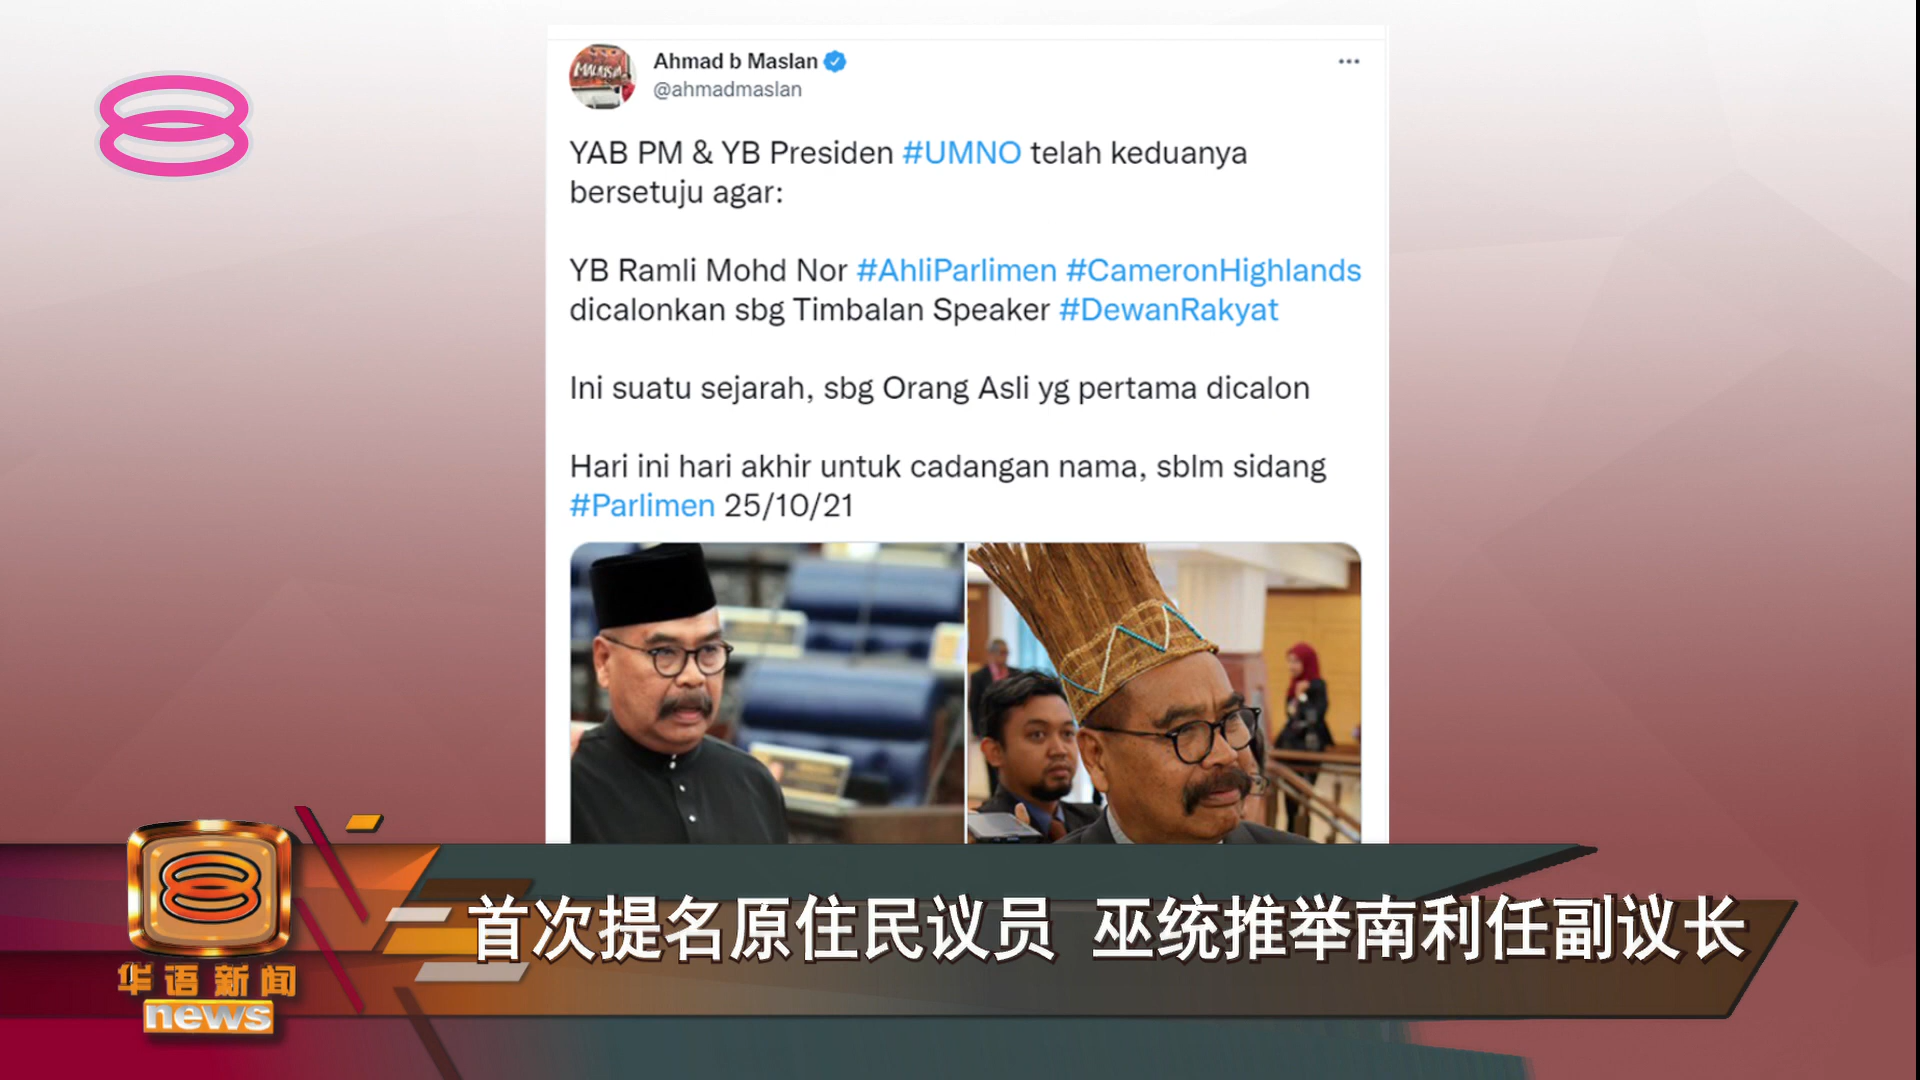 MALAYSIA
Ahmad b Maslan
@ahmadmaslan
YAB PM & YB Presiden #UMNO telah keduanya
bersetuju agar:
YB Ramli Mohd Nor #AhliParlimen #CameronHighlands
dicalonkan sbg Timbalan Speaker #DewanRakyat
Ini suatu sejarah, sbg Orang Asli yg pertama dicalon
Hari ini hari akhir untuk cadangan nama, sblm sidang
#Parlimen 25/10/21
首次提名原住民议员 巫统推举南利任副议长
华语新闻
news